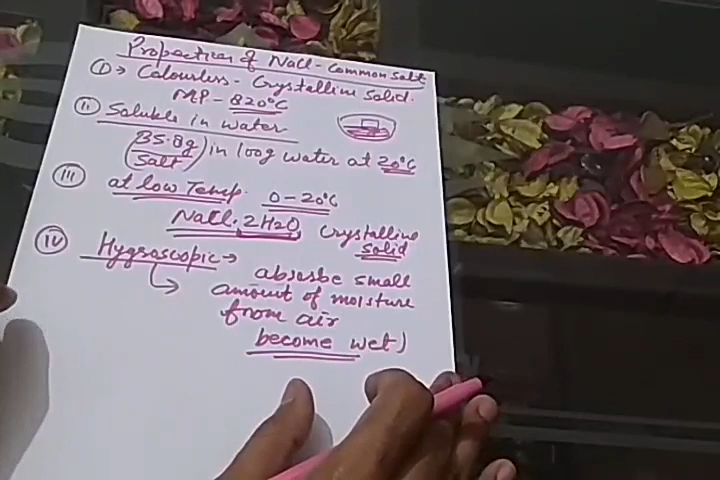 Properties of NaCl - Common Salt
(i) → Colourless - Crystalline Solid.
MP - 820°C
(ii) Soluble in water
(35.8g / Salt) in 100g water at 20°C
(iii) at low Temp. 0-20°C
NaCl.2H2O Crystalline
solid
(iv) Hygroscopic →
absorbe small
amount of moisture
from air
become wet)